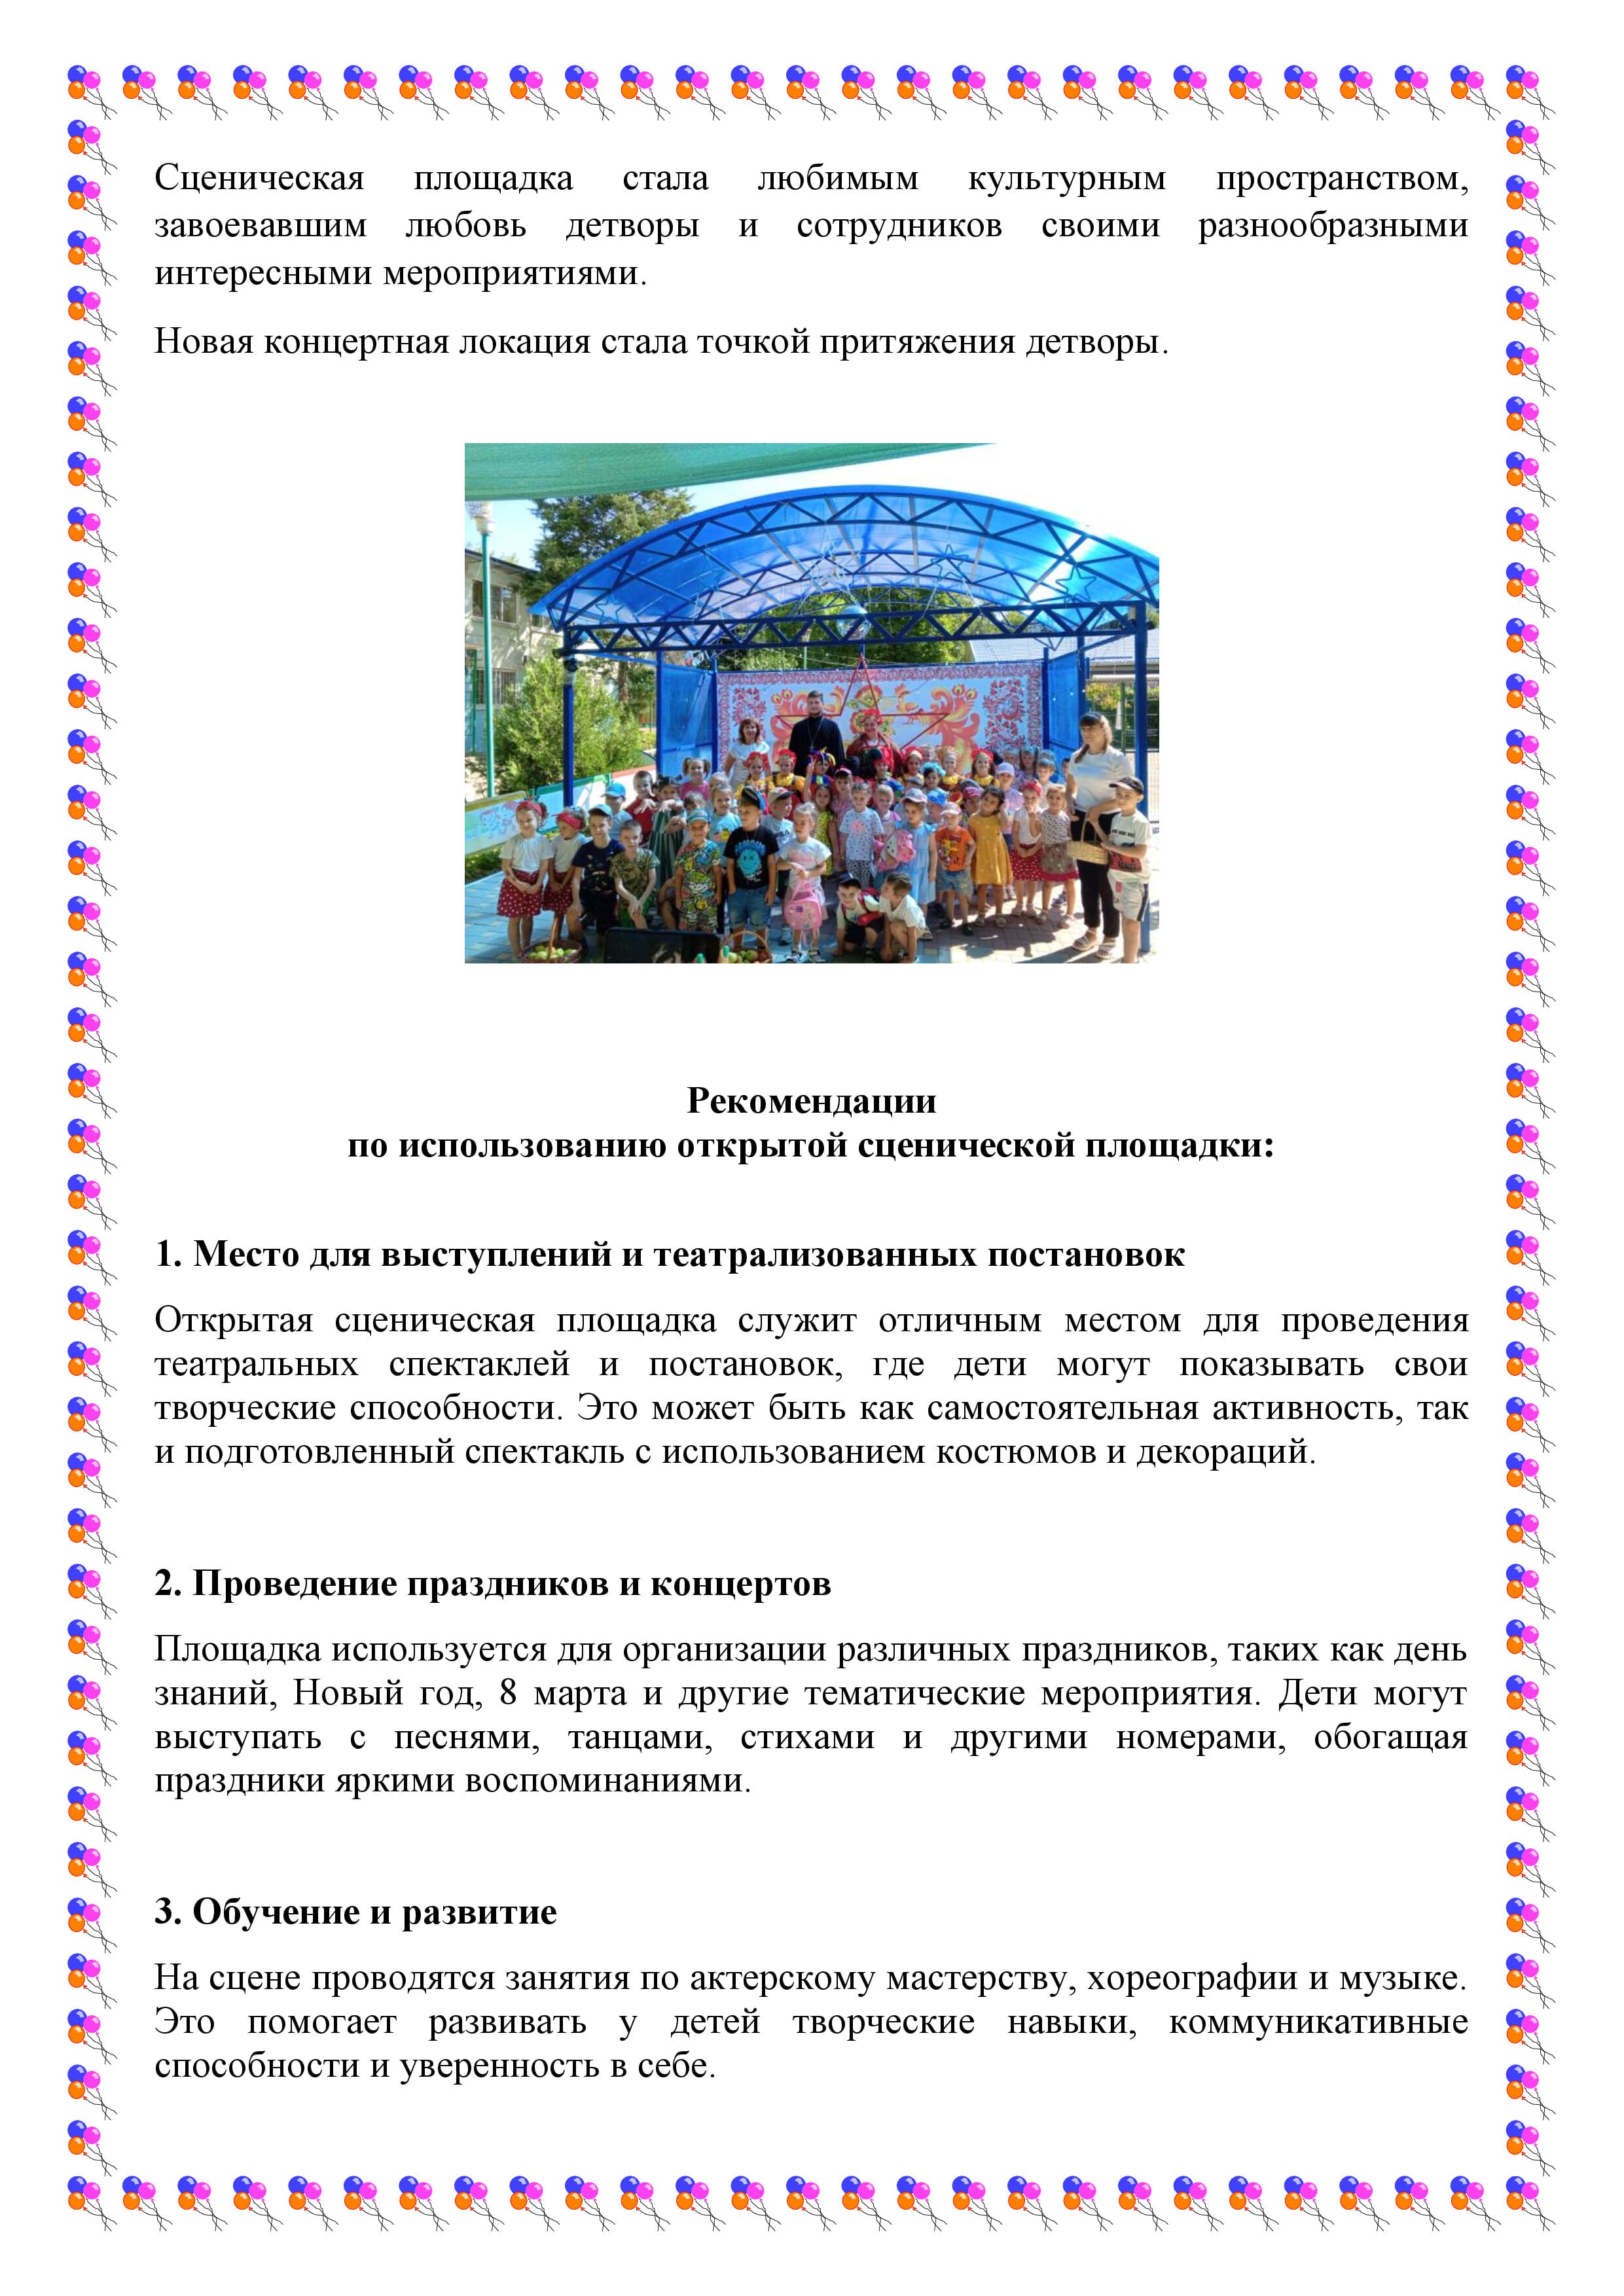 Сценическая площадка стала любимым культурным пространством,
завоевавшим любовь детворы и сотрудников своими разнообразными
интересными мероприятиями.
Новая концертная локация стала точкой притяжения детворы.
Рекомендации
по использованию открытой сценической площадки:
1. Место для выступлений и театрализованных постановок
Открытая сценическая площадка служит отличным местом для проведения
театральных спектаклей и постановок, где дети могут показывать свои
творческие способности. Это может быть как самостоятельная активность, так
и подготовленный спектакль с использованием костюмов и декораций.
2. Проведение праздников и концертов
Площадка используется для организации различных праздников, таких как день
знаний, Новый год, 8 марта и другие тематические мероприятия. Дети могут
выступать с песнями, танцами, стихами и другими номерами, обогащая
праздники яркими воспоминаниями.
3. Обучение и развитие
На сцене проводятся занятия по актерскому мастерству, хореографии и музыке.
Это помогает развивать у детей творческие навыки, коммуникативные
способности и уверенность в себе.